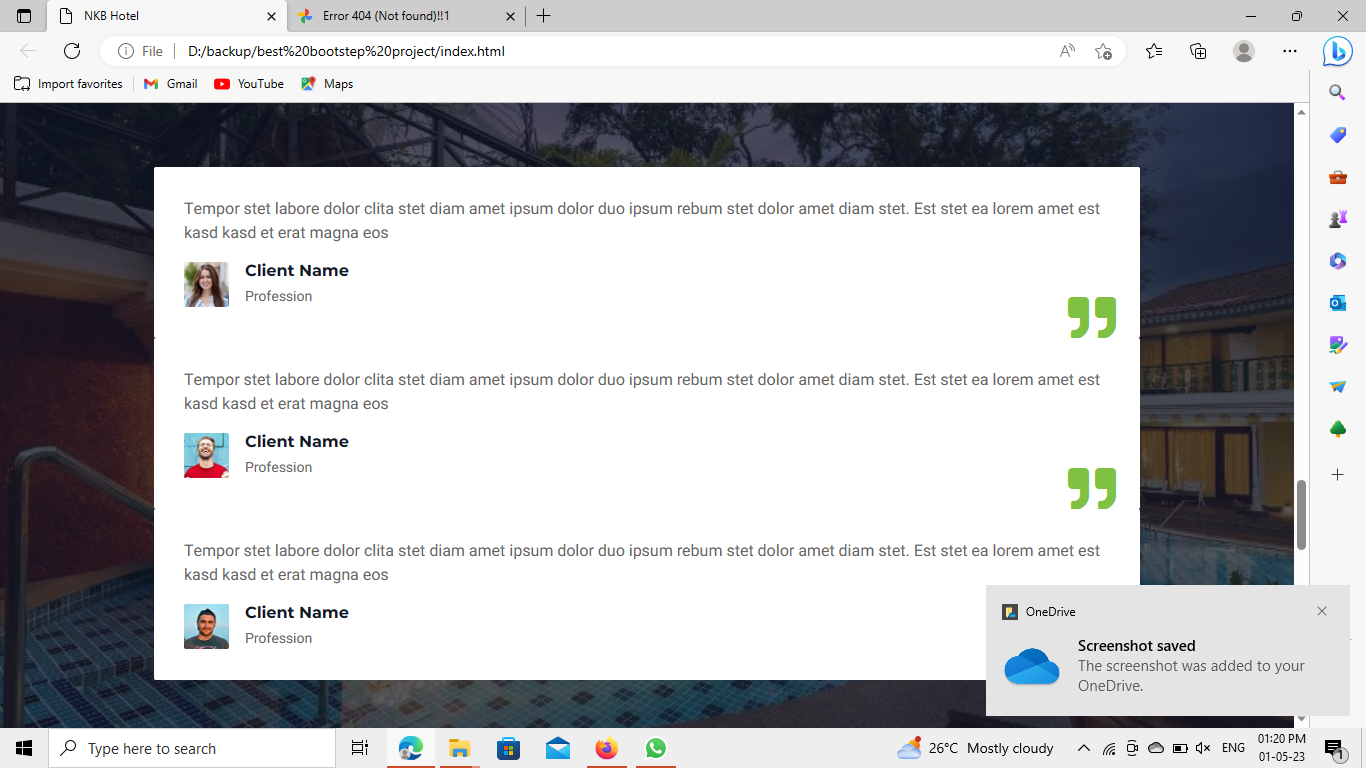 NKB Hotel
Error 404 (Not found)!!1
File
D:/backup/best%20bootstep%20project/index.html
Import favorites
Gmail
YouTube
Maps
Tempor stet labore dolor clita stet diam amet ipsum dolor duo ipsum rebum stet dolor amet diam stet. Est stet ea lorem amet est
kasd kasd et erat magna eos
Client Name
Profession
Tempor stet labore dolor clita stet diam amet ipsum dolor duo ipsum rebum stet dolor amet diam stet. Est stet ea lorem amet est
kasd kasd et erat magna eos
Client Name
Profession
Tempor stet labore dolor clita stet diam amet ipsum dolor duo ipsum rebum stet dolor amet diam stet. Est stet ea lorem amet est
kasd kasd et erat magna eos
Client Name
Profession
OneDrive
Screenshot saved
The screenshot was added to your
OneDrive.
Type here to search
26°C Mostly cloudy
ENG
01:20 PM
01-05-23
1